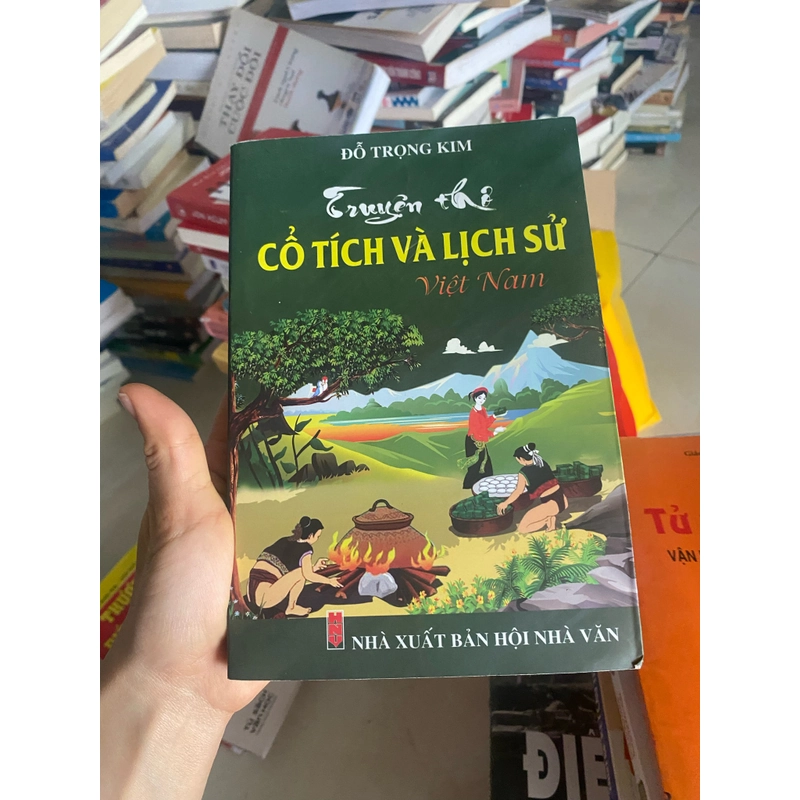 ĐỖ TRỌNG KIM
Truyện thơ
CỔ TÍCH VÀ LỊCH SỬ
Việt Nam
NHÀ XUẤT BẢN HỘI NHÀ VĂN
THAY ĐỔI
CUỘC ĐỜI
TỬ
VẬN
ĐIỀ